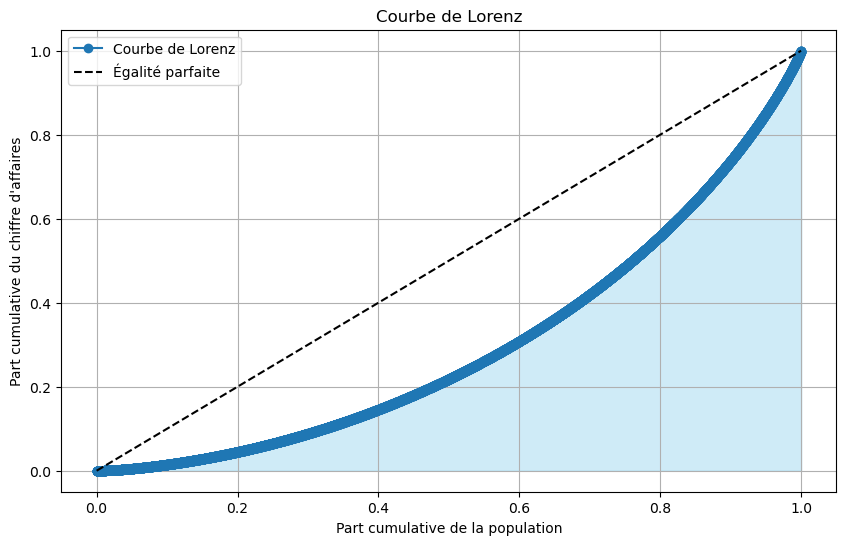 Courbe de Lorenz
Courbe de Lorenz
Égalité parfaite
1.0
0.8
0.6
0.4
0.2
0.0
Part cumulative du chiffre d'affaires
0.0
0.2
0.4
0.6
0.8
1.0
Part cumulative de la population